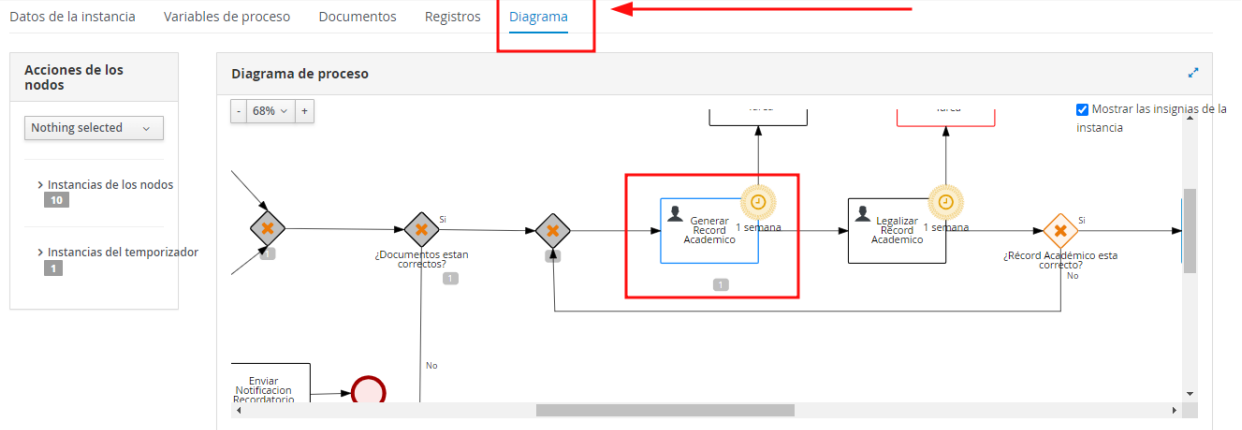 Datos de la instancia Variables de proceso Documentos Registros Diagrama
Acciones de los
nodos
Nothing selected
Instancias de los nodos
10
Instancias del temporizador
1
Diagrama de proceso
- 68% +
Mostrar las insignias de la
instancia
Generar
Record
Academico
1 semana
1
Legalizar
Récord
Academico
1 semana
Si
¿Documentos estan
correctos?
1
1
1
No
Si
¿Récord Académico esta
correcto?
No
Enviar
Notificacion
Recordatorio